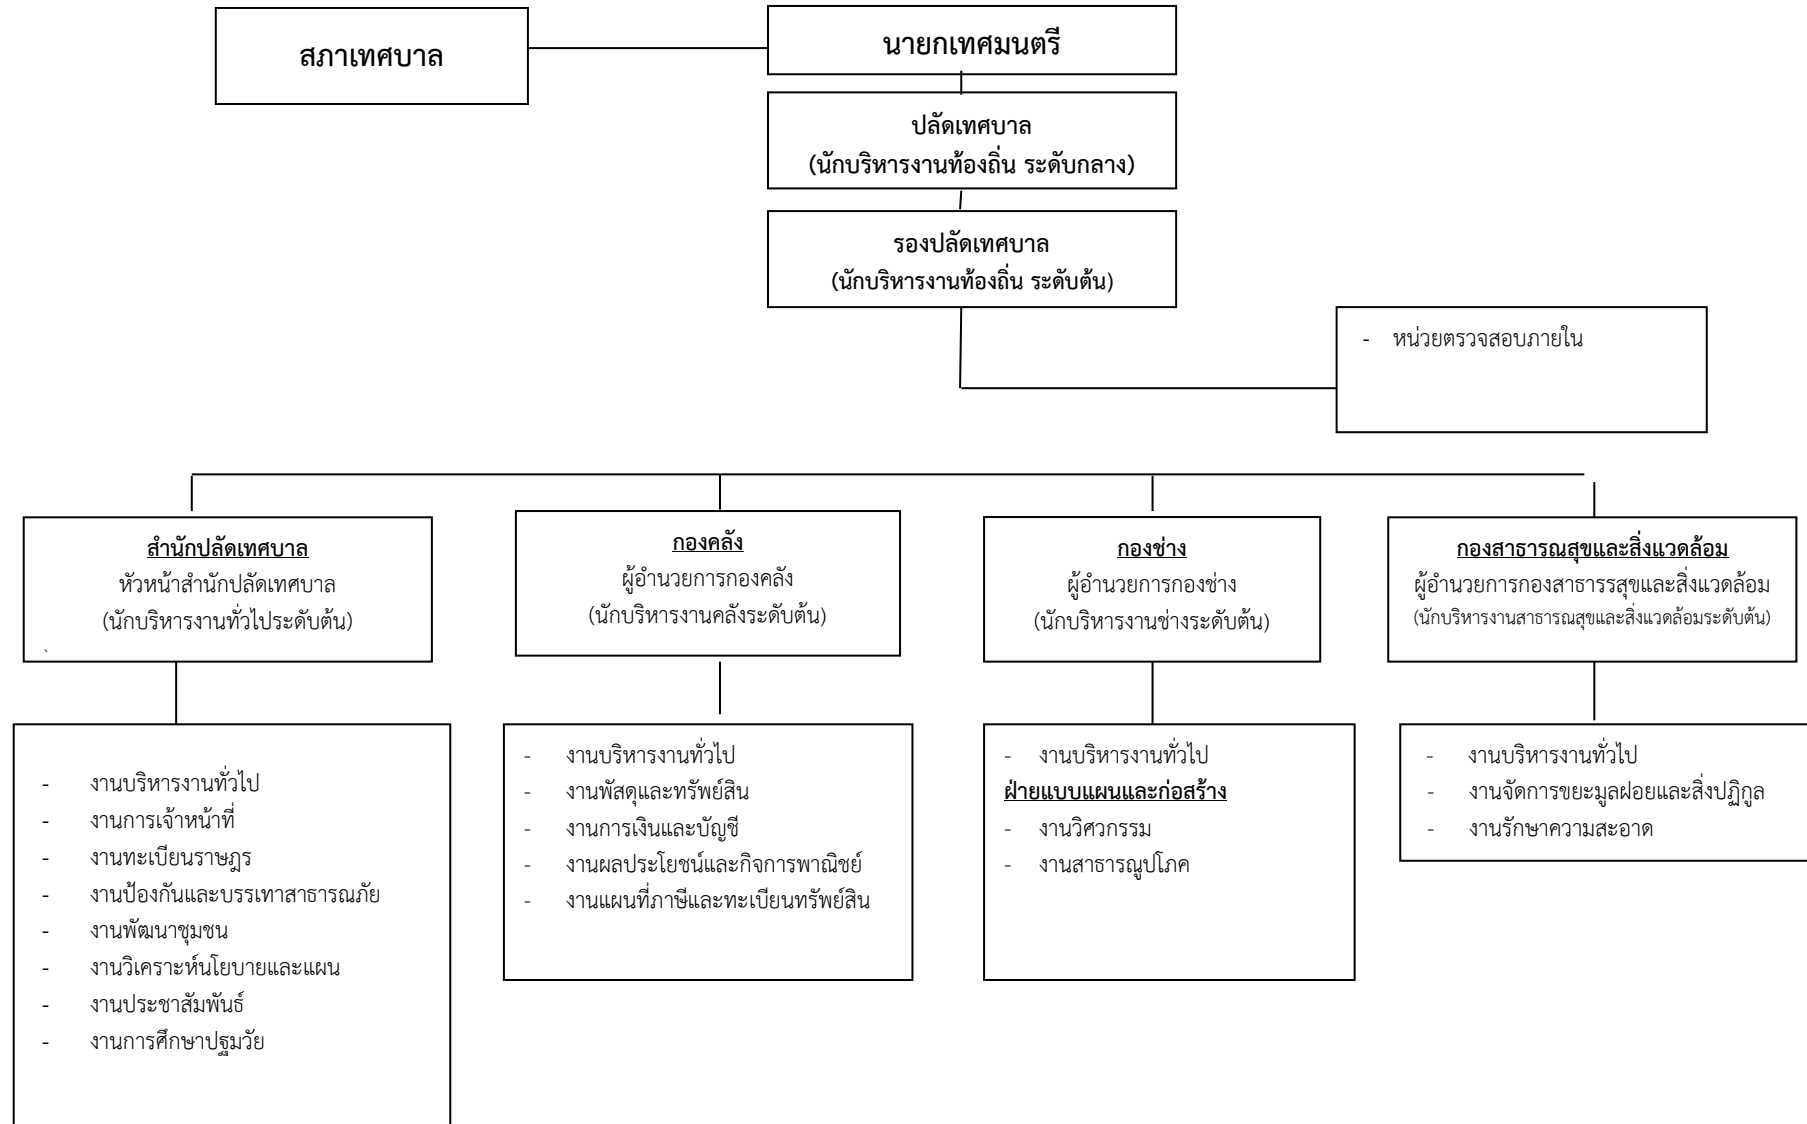 สภาเทศบาล
นายกเทศมนตรี
ปลัดเทศบาล
(นักบริหารงานท้องถิ่น ระดับกลาง)
รองปลัดเทศบาล
(นักบริหารงานท้องถิ่น ระดับต้น)
- หน่วยตรวจสอบภายใน
สำนักปลัดเทศบาล
หัวหน้าสำนักปลัดเทศบาล
(นักบริหารงานทั่วไประดับต้น)
กองคลัง
ผู้อำนวยการกองคลัง
(นักบริหารงานคลังระดับต้น)
กองช่าง
ผู้อำนวยการกองช่าง
(นักบริหารงานช่างระดับต้น)
กองสาธารณสุขและสิ่งแวดล้อม
ผู้อำนวยการกองสาธารรสุขและสิ่งแวดล้อม
(นักบริหารงานสาธารณสุขและสิ่งแวดล้อมระดับต้น)
- งานบริหารงานทั่วไป
- งานการเจ้าหน้าที่
- งานทะเบียนราษฎร
- งานป้องกันและบรรเทาสาธารณภัย
- งานพัฒนาชุมชน
- งานวิเคราะห์นโยบายและแผน
- งานประชาสัมพันธ์
- งานการศึกษาปฐมวัย
- งานบริหารงานทั่วไป
- งานพัสดุและทรัพย์สิน
- งานการเงินและบัญชี
- งานผลประโยชน์และกิจการพาณิชย์
- งานแผนที่ภาษีและทะเบียนทรัพย์สิน
- งานบริหารงานทั่วไป
ฝ่ายแบบแผนและก่อสร้าง
- งานวิศวกรรม
- งานสาธารณูปโภค
- งานบริหารงานทั่วไป
- งานจัดการขยะมูลฝอยและสิ่งปฏิกูล
- งานรักษาความสะอาด